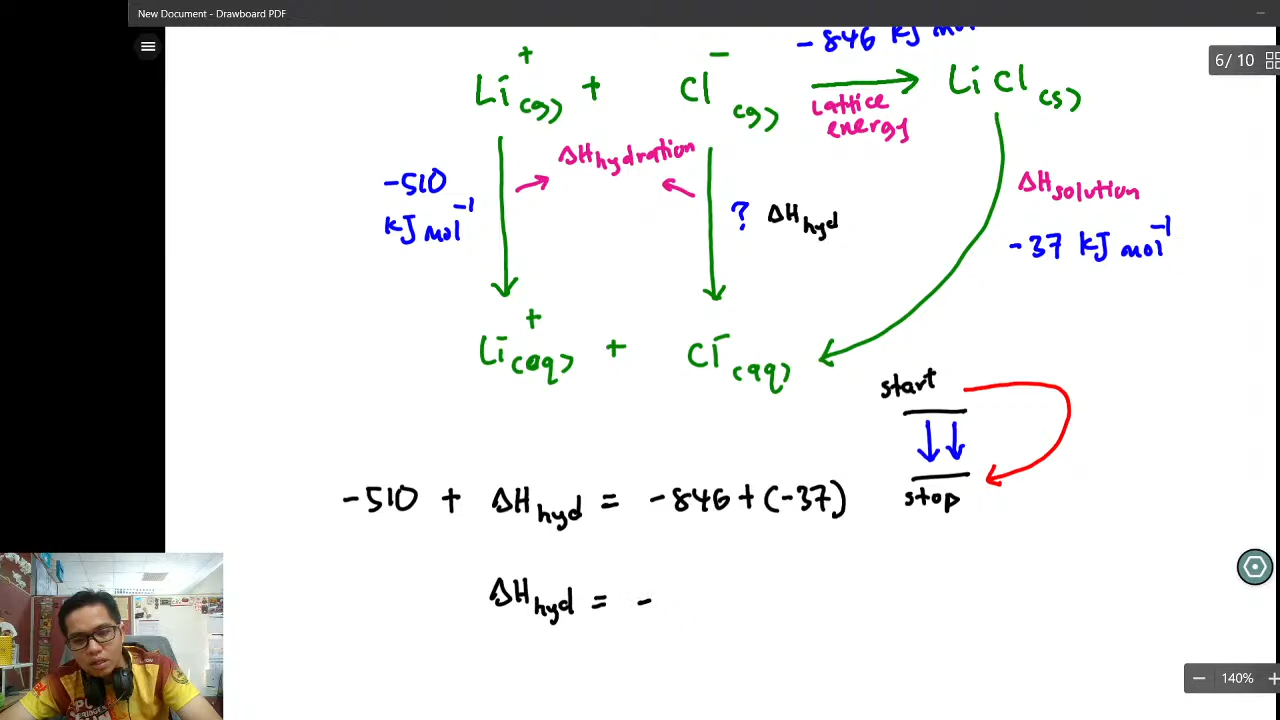 New Document - Drawboard PDF
6 / 10
-846 kJ mol
Li⁺(g) + Cl⁻(g) → LiCl(s)
Lattice
energy
ΔHhydration
-510
kJ mol⁻¹
? ΔHhyd
ΔHsolution
-37 kJ mol⁻¹
Li⁺(aq) + Cl⁻(aq)
start
stop
-510 + ΔHhyd = -846 + (-37)
ΔHhyd = -
140%